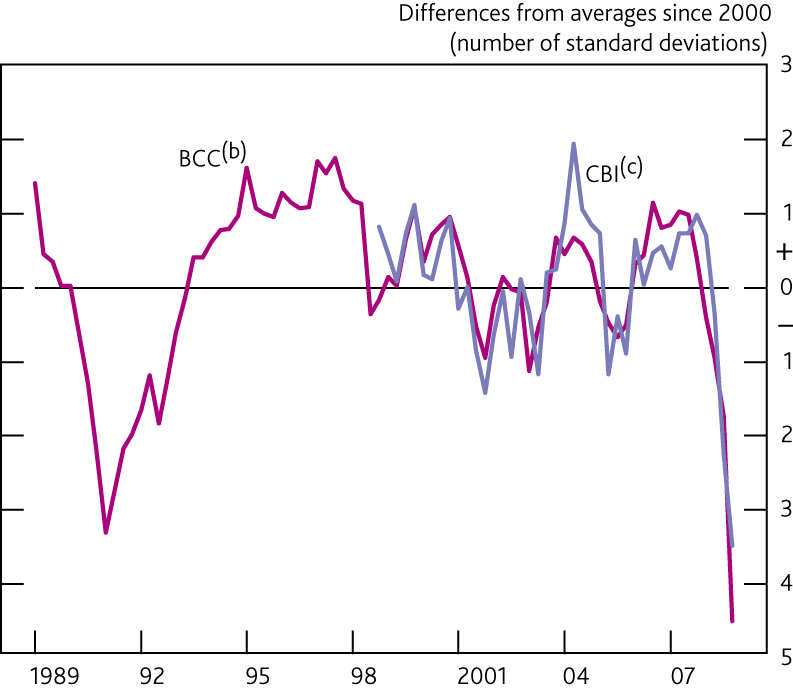 Differences from averages since 2000
(number of standard deviations)
3
2
BCC(b)
CBI(c)
1
+
0
–
1
2
3
4
5
1989 92 95 98 2001 04 07